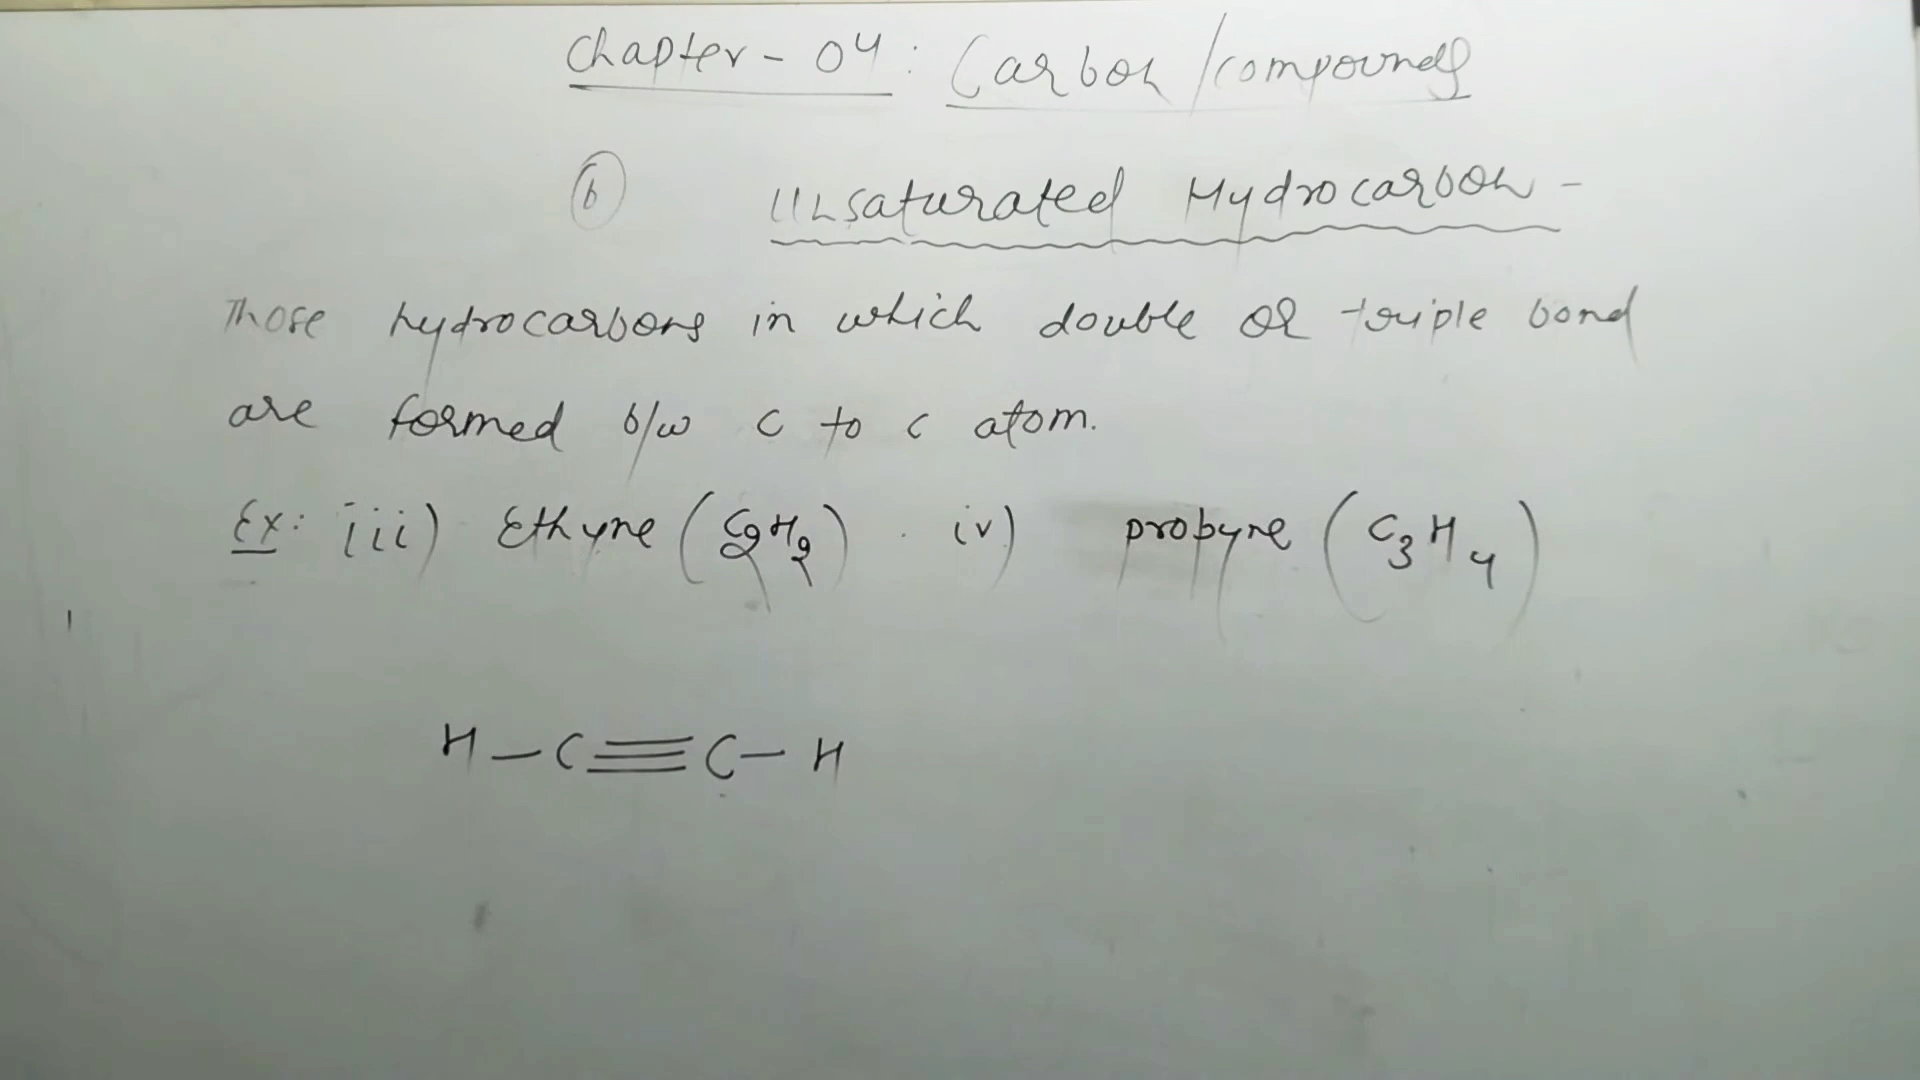 Chapter - 04 : Carbon / compounds
(b) Unsaturated Hydrocarbon -
Those hydrocarbons in which double or triple bond
are formed b/w c to c atom.
Ex: iii) Ethyne (C2H2) . iv) propyne (C3H4)
H - C ≡ C - H